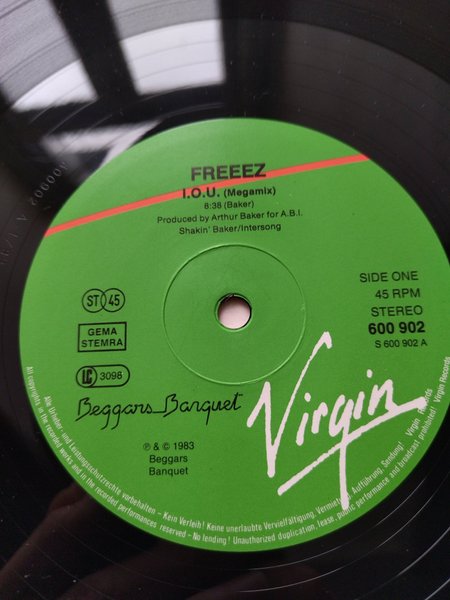 FREEEZ
I.O.U. (Megamix)
8:38 (Baker)
Produced by Arthur Baker for A.B.I.
Shakin' Baker/Intersong
SIDE ONE
45 RPM
STEREO
600 902
S 600 902 A
ST 45
GEMA
STEMRA
LC 3098
Beggars Banquet
Virgin
℗ & © 1983
Beggars
Banquet
Alle Urheber- und Leistungsschutzrechte vorbehalten – Kein Verleih! Keine unerlaubte Vervielfältigung, Vermietung, Aufführung, Sendung! Virgin Records
All copyrights in the recorded works and in the recorded performances reserved – No lending! Unauthorized duplication, lease, public performance and broadcast prohibited! Virgin Records